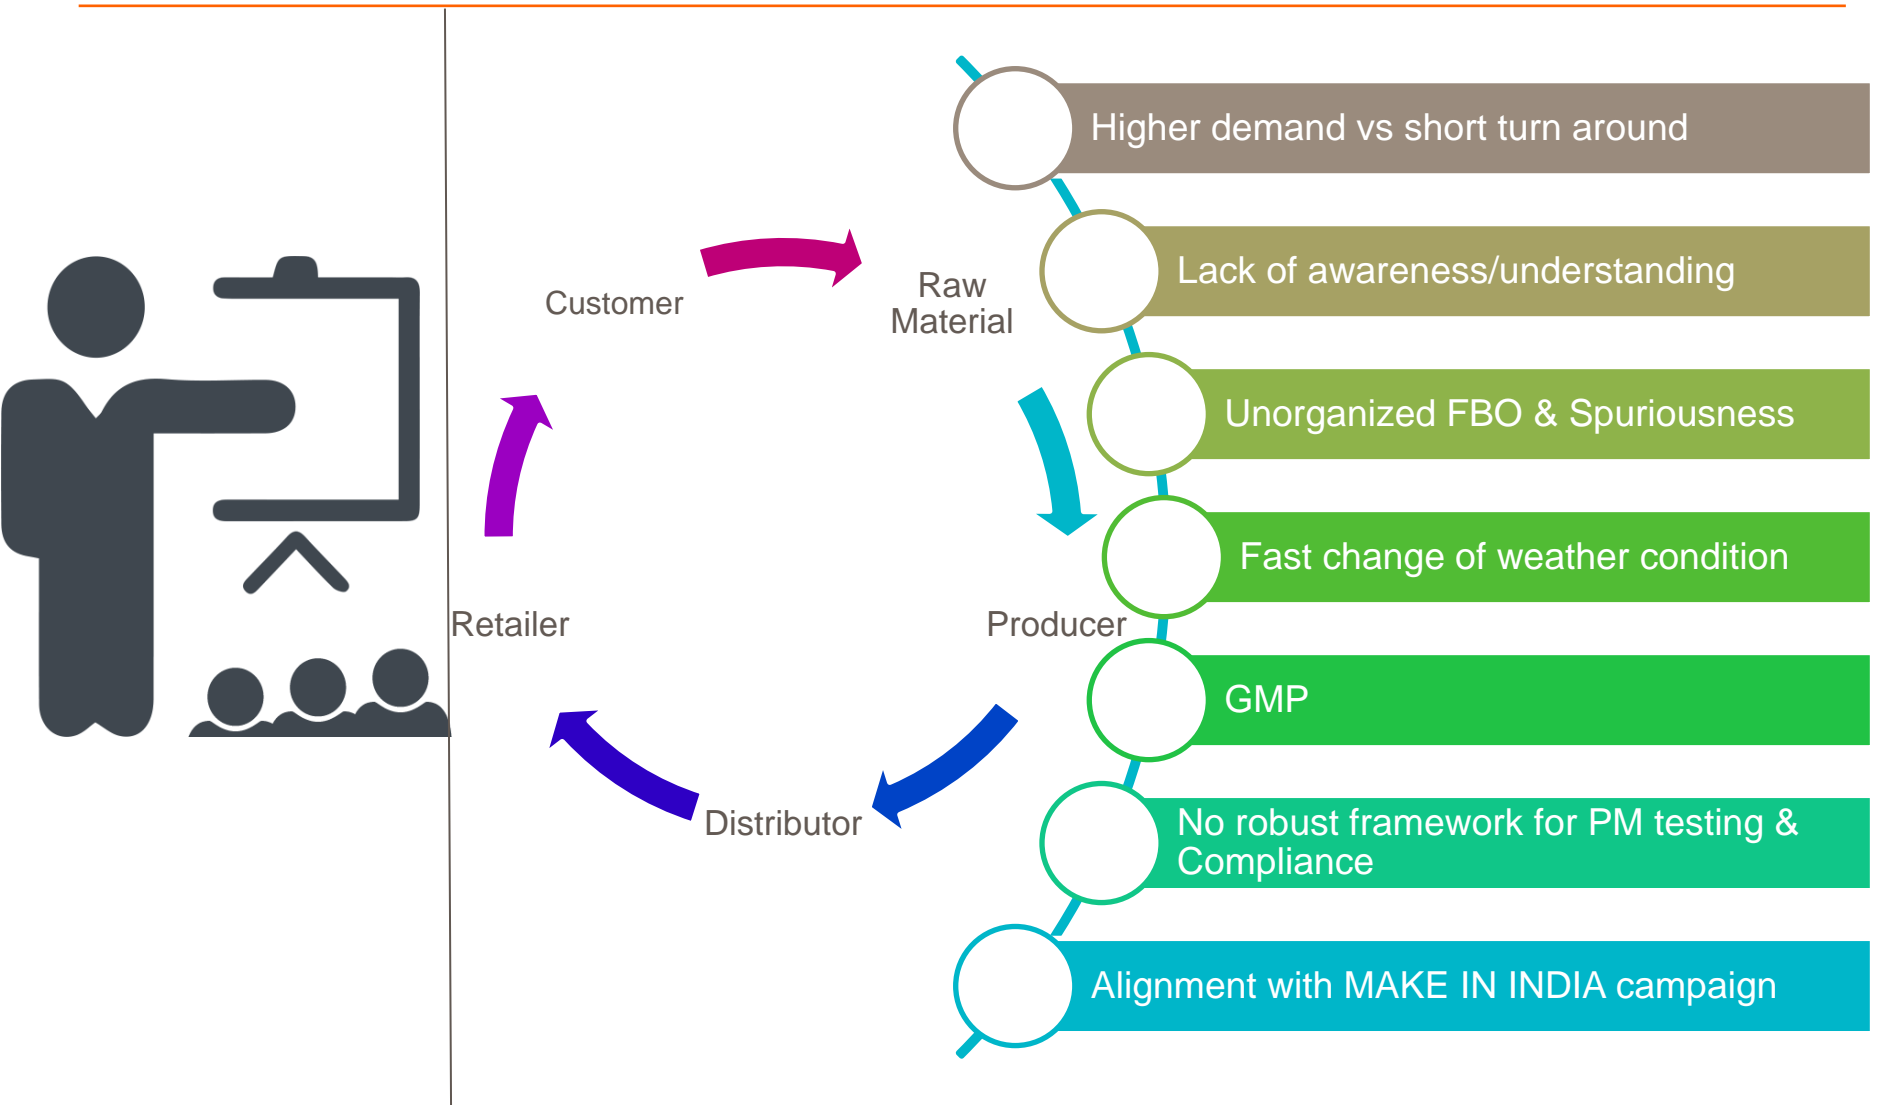 Customer
Raw
Material
Producer
Distributor
Retailer
Higher demand vs short turn around
Lack of awareness/understanding
Unorganized FBO & Spuriousness
Fast change of weather condition
GMP
No robust framework for PM testing &
Compliance
Alignment with MAKE IN INDIA campaign